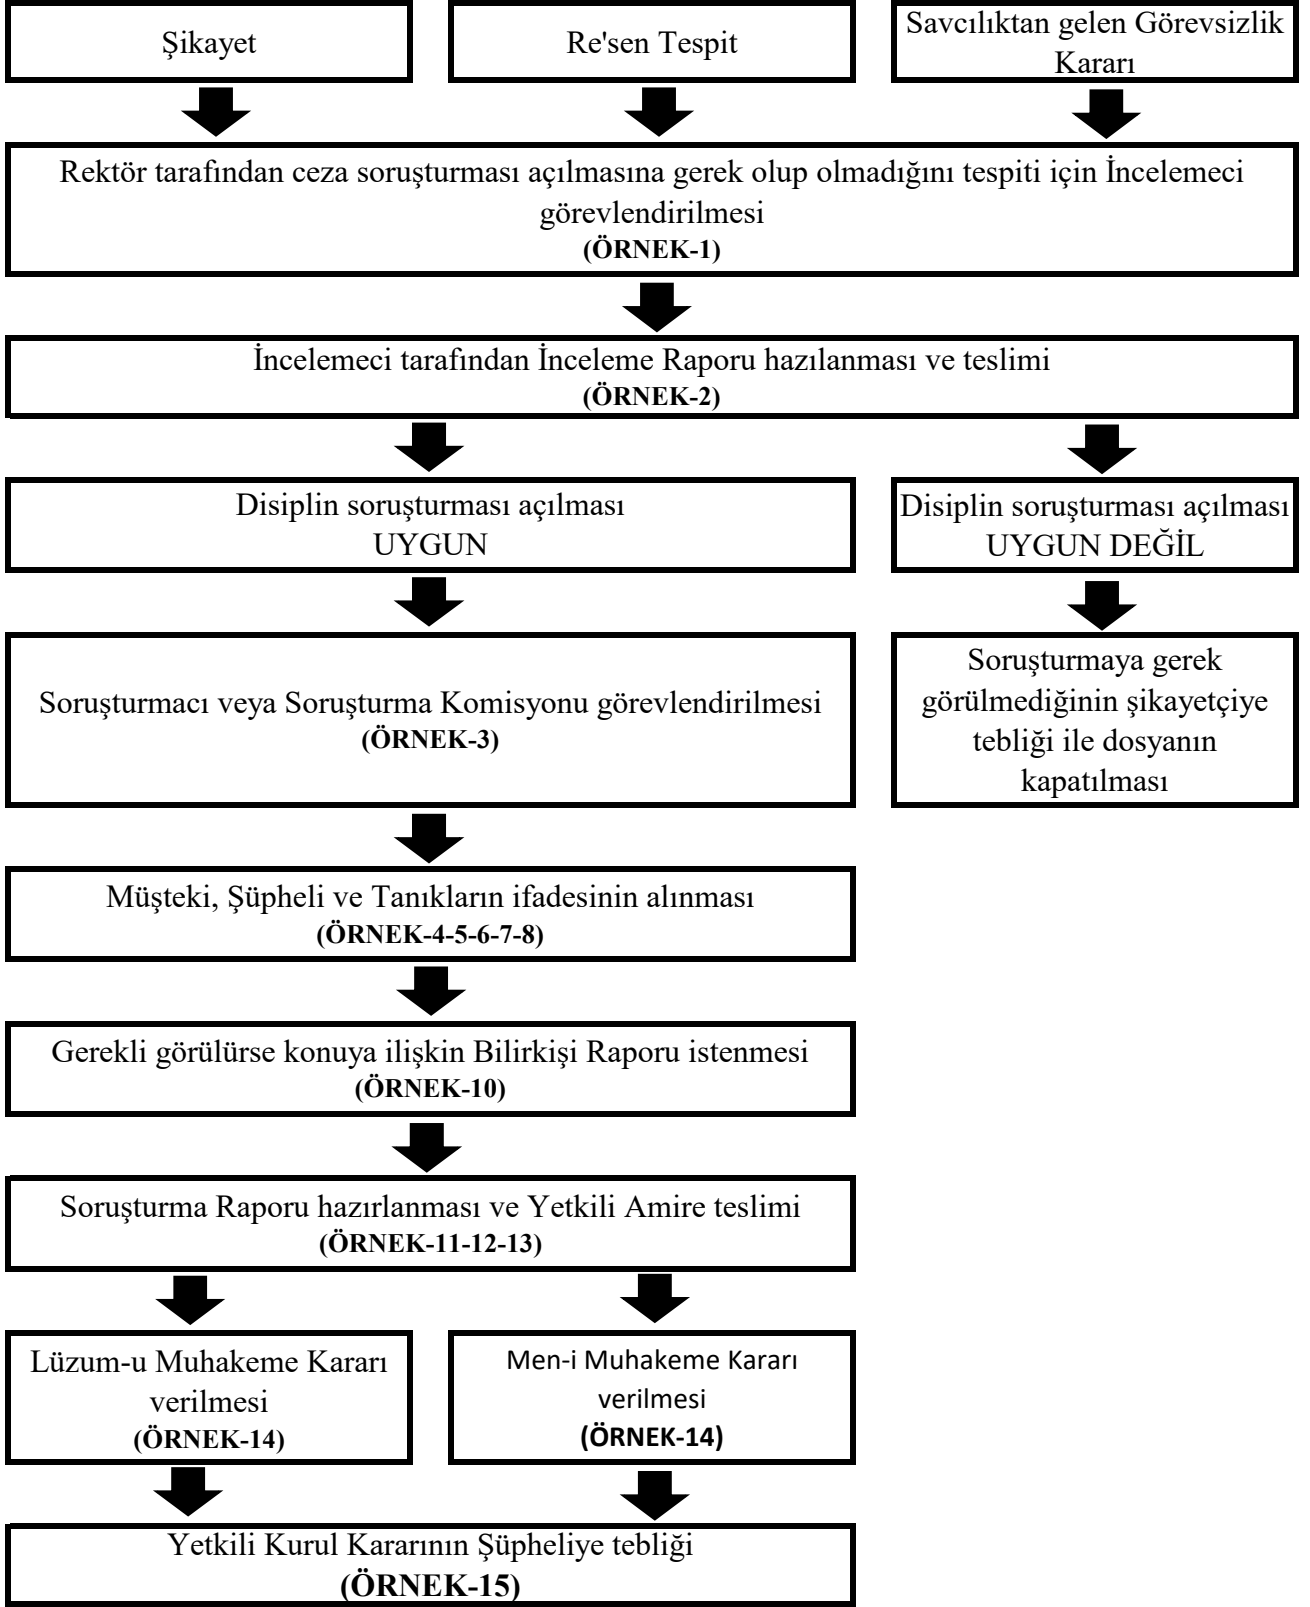 Şikayet
Re'sen Tespit
Savcılıktan gelen Görevsizlik
Kararı
Rektör tarafından ceza soruşturması açılmasına gerek olup olmadığını tespiti için İncelemeci
görevlendirilmesi
(ÖRNEK-1)
İncelemeci tarafından İnceleme Raporu hazılanması ve teslimi
(ÖRNEK-2)
Disiplin soruşturması açılması
UYGUN
Disiplin soruşturması açılması
UYGUN DEĞİL
Soruşturmacı veya Soruşturma Komisyonu görevlendirilmesi
(ÖRNEK-3)
Soruşturmaya gerek
görülmediğinin şikayetçiye
tebliği ile dosyanın
kapatılması
Müşteki, Şüpheli ve Tanıkların ifadesinin alınması
(ÖRNEK-4-5-6-7-8)
Gerekli görülürse konuya ilişkin Bilirkişi Raporu istenmesi
(ÖRNEK-10)
Soruşturma Raporu hazırlanması ve Yetkili Amire teslimi
(ÖRNEK-11-12-13)
Lüzum-u Muhakeme Kararı
verilmesi
(ÖRNEK-14)
Men-i Muhakeme Kararı
verilmesi
(ÖRNEK-14)
Yetkili Kurul Kararının Şüpheliye tebliği
(ÖRNEK-15)